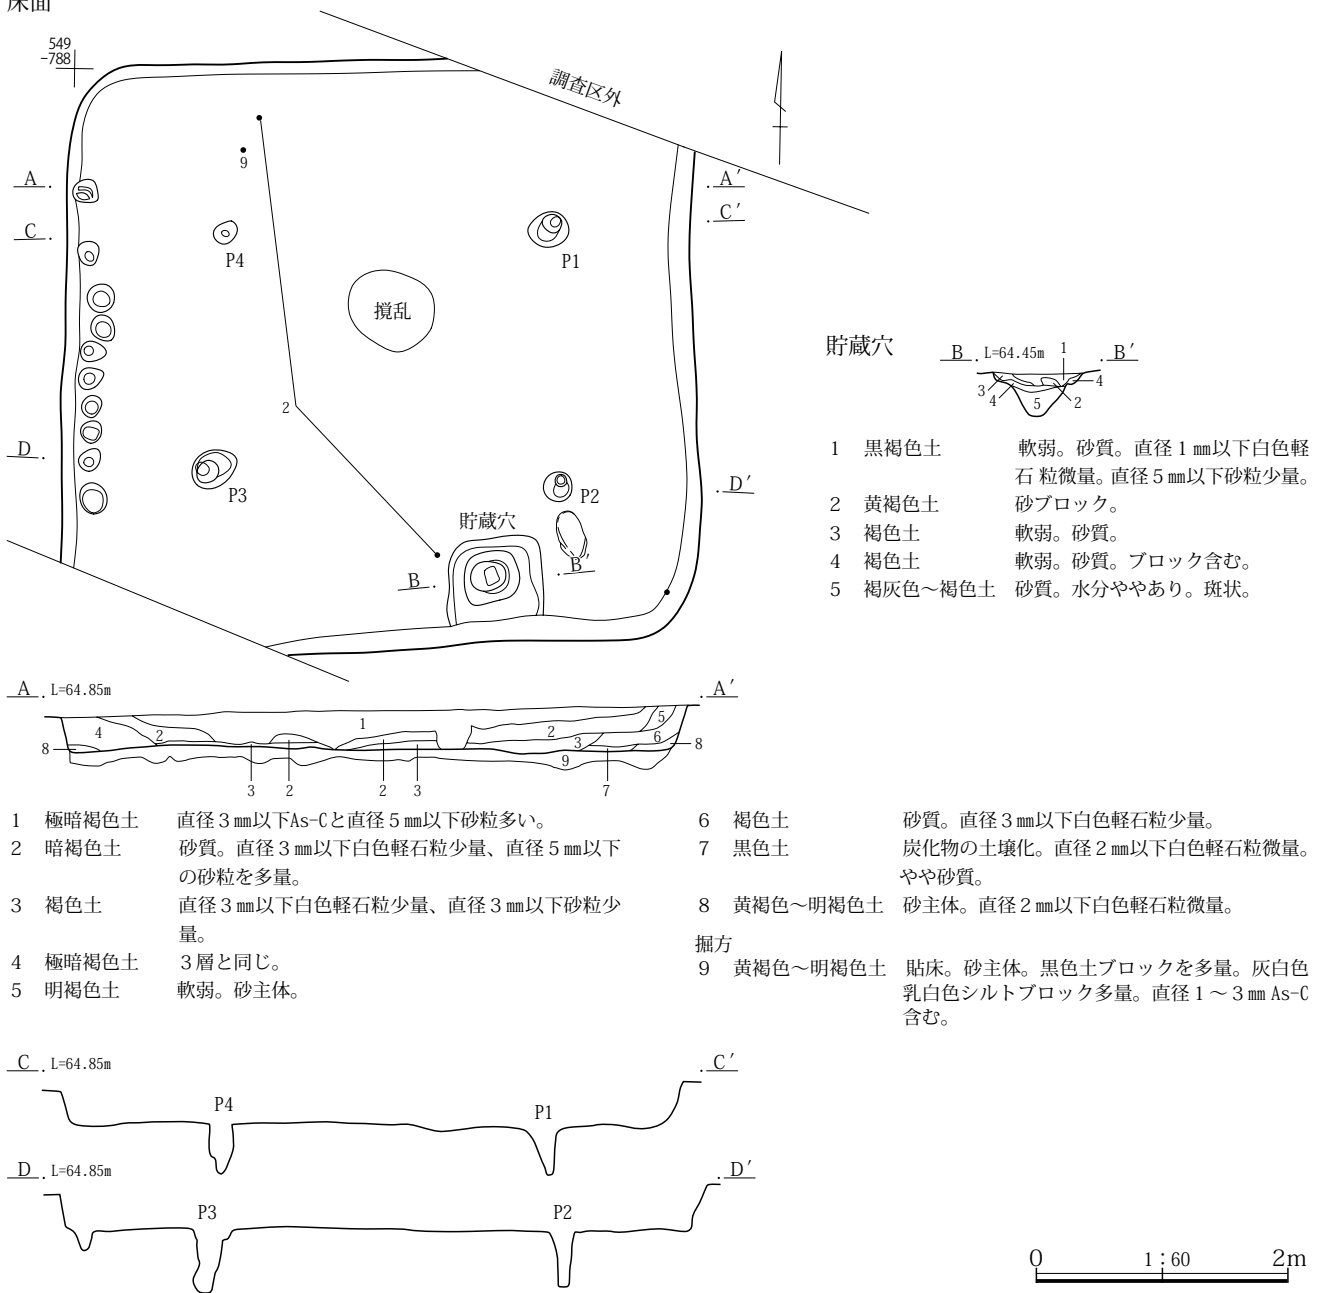 床面
549
-788
調査区外
9
A . . A′
C . . C′
P4
P1
撹乱
2
D . . D′
P3
P2
貯蔵穴
B . . B′
貯蔵穴 B . L=64.45m 1 . B′
3 4 5 2 4
1 黒褐色土 軟弱。砂質。直径1㎜以下白色軽
石 粒微量。直径5㎜以下砂粒少量。
2 黄褐色土 砂ブロック。
3 褐色土 軟弱。砂質。
4 褐色土 軟弱。砂質。ブロック含む。
5 褐灰色～褐色土 砂質。水分ややあり。斑状。
A . L=64.85m . A′
1
4 2 2 5
8 3 6 8
9
3 2 2 3 7
1 極暗褐色土 直径3㎜以下As-Cと直径5㎜以下砂粒多い。
2 暗褐色土 砂質。直径3㎜以下白色軽石粒少量、直径5㎜以下
の砂粒を多量。
3 褐色土 直径3㎜以下白色軽石粒少量、直径3㎜以下砂粒少
量。
4 極暗褐色土 3層と同じ。
5 明褐色土 軟弱。砂主体。
6 褐色土 砂質。直径3㎜以下白色軽石粒少量。
7 黒色土 炭化物の土壌化。直径2㎜以下白色軽石粒微量。
やや砂質。
8 黄褐色～明褐色土 砂主体。直径2㎜以下白色軽石粒微量。
掘方
9 黄褐色～明褐色土 貼床。砂主体。黒色土ブロックを多量。灰白色
乳白色シルトブロック多量。直径1～3㎜ As-C
含む。
C . L=64.85m . C′
P4 P1
D . L=64.85m . D′
P3 P2
0 1：60 2m